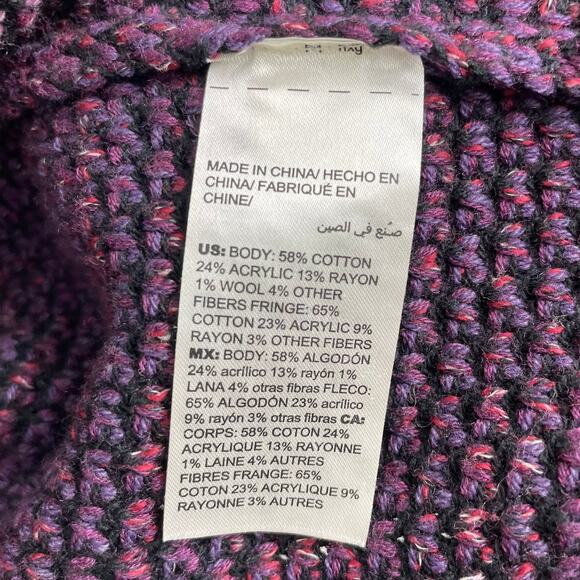 MADE IN CHINA/ HECHO EN
CHINA/ FABRIQUÉ EN
CHINE/
صنع في الصين
US: BODY: 58% COTTON
24% ACRYLIC 13% RAYON
1% WOOL 4% OTHER
FIBERS FRINGE: 65%
COTTON 23% ACRYLIC 9%
RAYON 3% OTHER FIBERS
MX: BODY: 58% ALGODÓN
24% acrílico 13% rayón 1%
LANA 4% otras fibras FLECO:
65% ALGODÓN 23% acrílico
9% rayón 3% otras fibras CA:
CORPS: 58% COTON 24%
ACRYLIQUE 13% RAYONNE
1% LAINE 4% AUTRES
FIBRES FRANGE: 65%
COTON 23% ACRYLIQUE 9%
RAYONNE 3% AUTRES